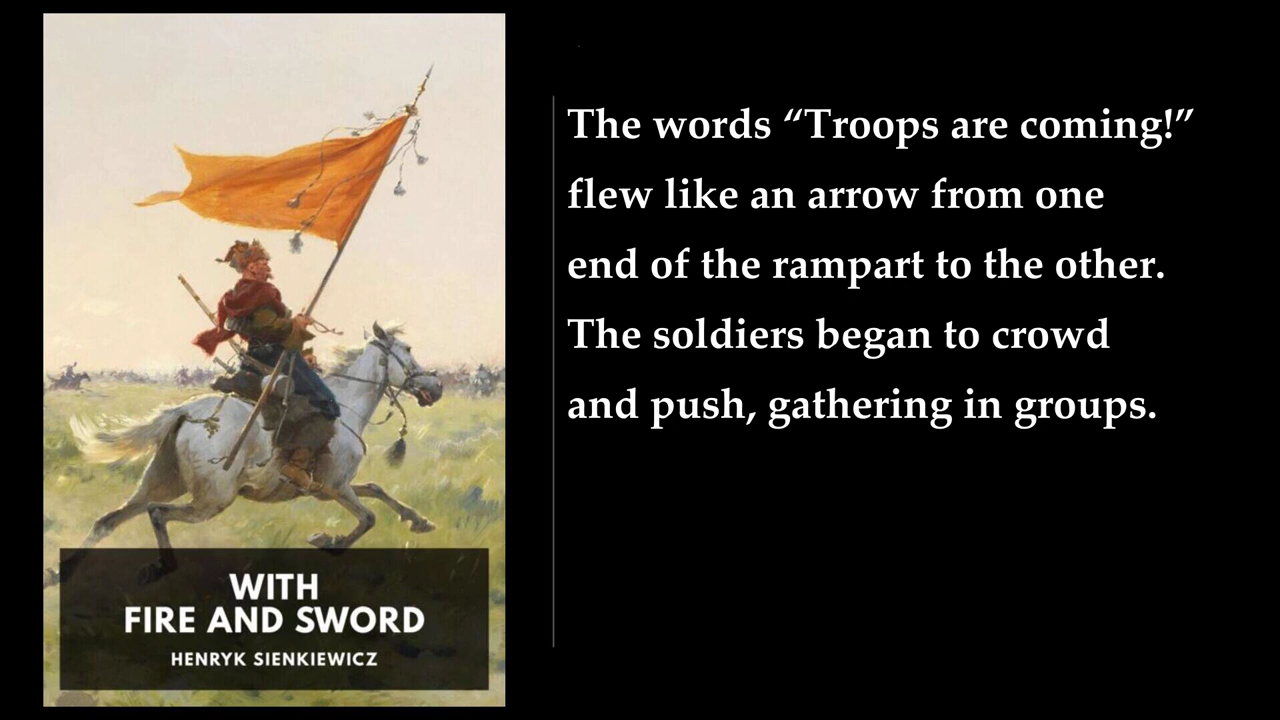 WITH
FIRE AND SWORD
HENRYK SIENKIEWICZ
The words “Troops are coming!”
flew like an arrow from one
end of the rampart to the other.
The soldiers began to crowd
and push, gathering in groups.